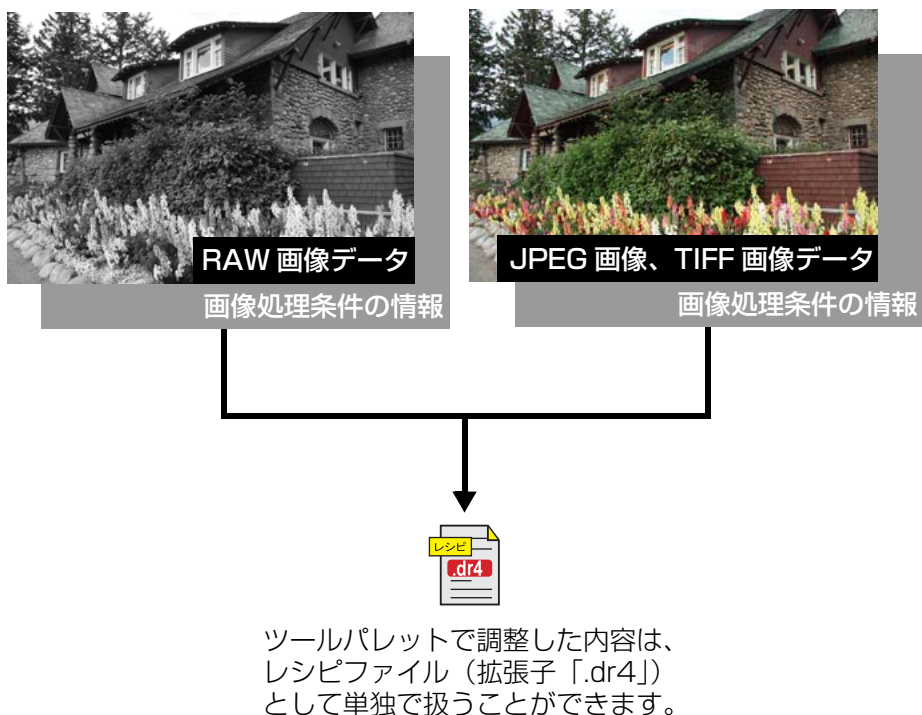 RAW 画像データ
画像処理条件の情報
JPEG 画像、TIFF 画像データ
画像処理条件の情報
レシピ
.dr4
ツールパレットで調整した内容は、
レシピファイル（拡張子「.dr4」）
として単独で扱うことができます。